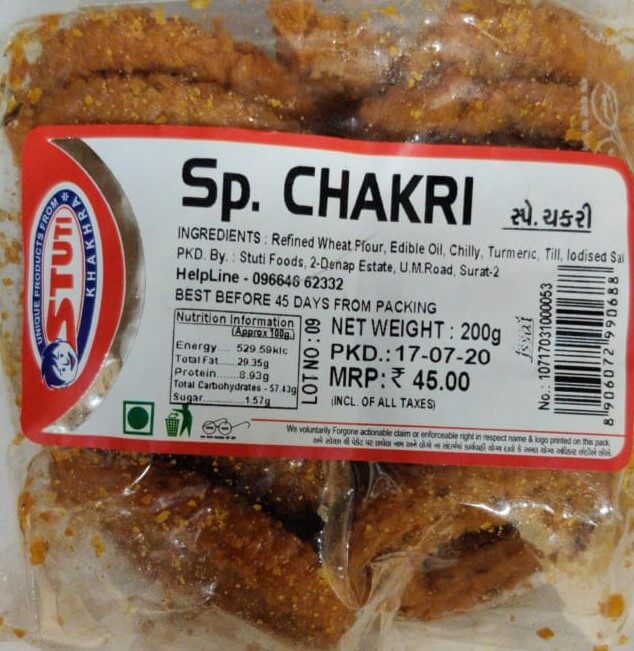 Sp. CHAKRI
સ્પે. ચકરી
UNIQUE PRODUCTS FROM
STUTI
KHAKHRA
INGREDIENTS : Refined Wheat Pfour, Edible Oil, Chilly, Turmeric, Till, Iodised Sal
PKD. By. : Stuti Foods, 2-Denap Estate, U.M.Road, Surat-2
HelpLine - 096646 62332
BEST BEFORE 45 DAYS FROM PACKING
Nutrition Information
(Approx 100g.)
Energy.... 529.59klc
Total Fat..... 29.35g
Protein........ 8.93g
Total Carbohydrates - 57.43g
Sugar............ 1.57g
LOT NO : 09
NET WEIGHT : 200g
PKD.: 17-07-20
MRP: ₹ 45.00
(INCL. OF ALL TAXES)
fssai
No.: 10717031000053
8 906072 990688
We voluntarily Forgone actionable claim or enforceable right in respect name & logo printed on this pack.